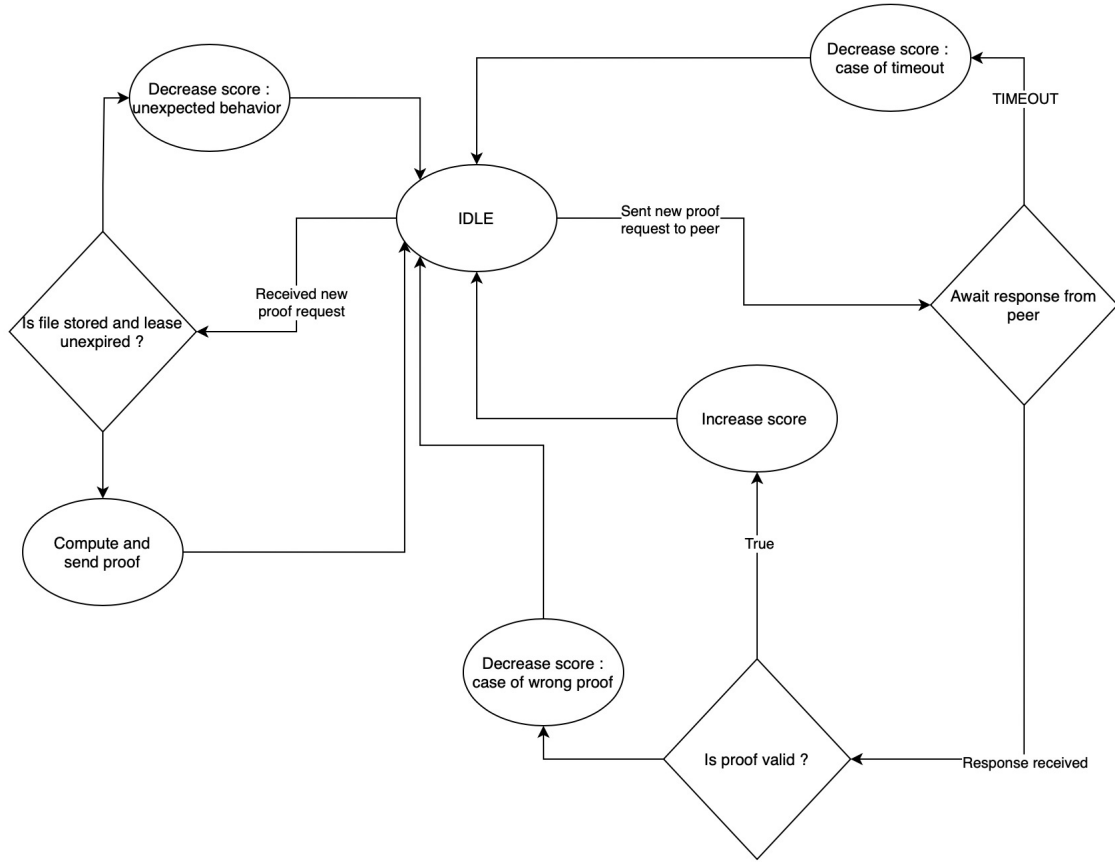 Decrease score :
case of timeout
TIMEOUT
Decrease score :
unexpected behavior
IDLE
Sent new proof
request to peer
Received new
proof request
Await response from
peer
Is file stored and lease
unexpired ?
Increase score
Compute and
send proof
True
Decrease score :
case of wrong proof
Is proof valid ?
Response received